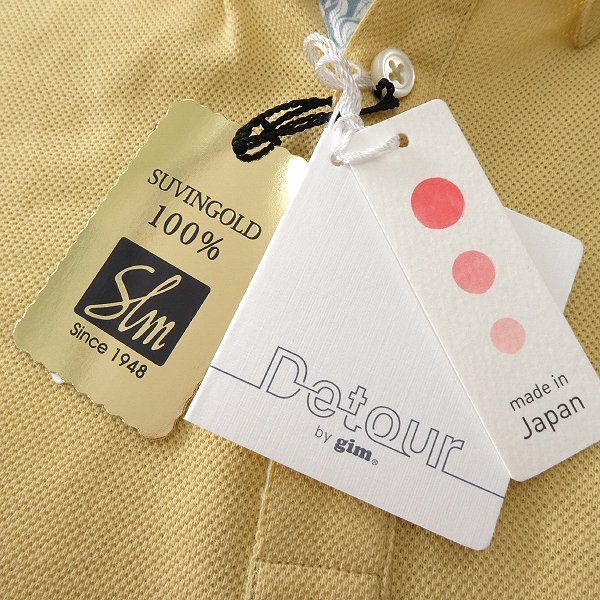 SUVINGOLD
100%
Slm
Since 1948
Detour
by gim®
made in
Japan